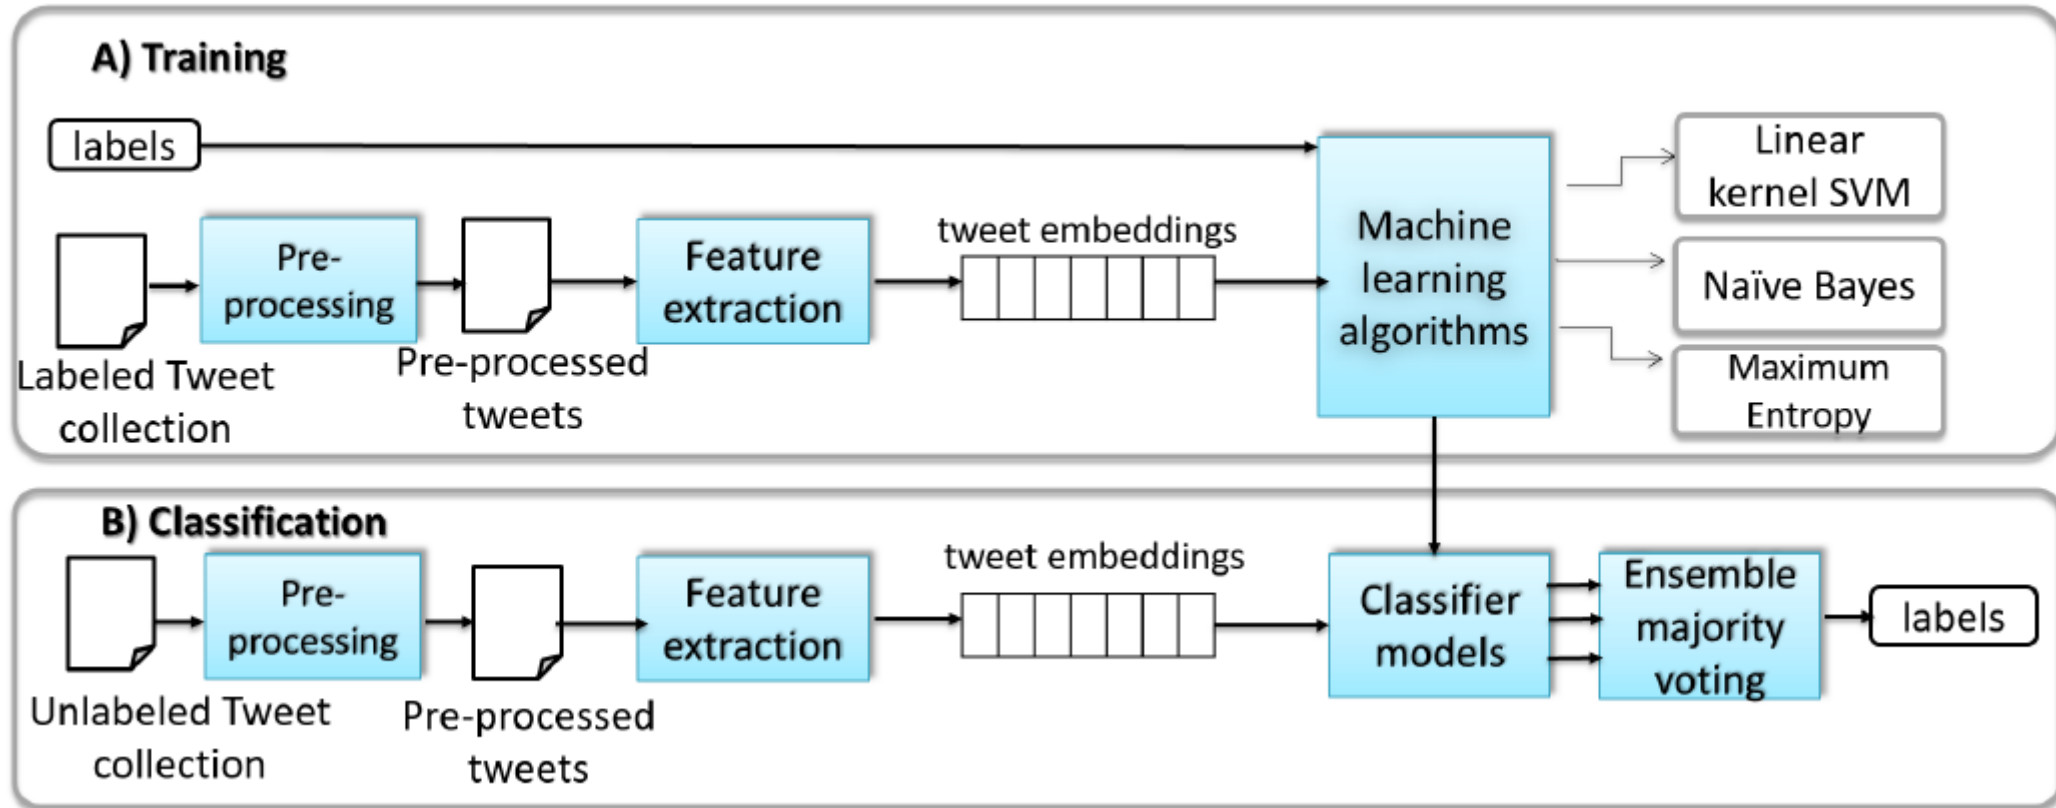 A) Training
labels
Linear
kernel SVM
Machine
learning
algorithms
Pre-
processing
Feature
extraction
tweet embeddings
Naïve Bayes
Labeled Tweet
collection
Pre-processed
tweets
Maximum
Entropy
B) Classification
Pre-
processing
Feature
extraction
tweet embeddings
Classifier
models
Ensemble
majority
voting
labels
Unlabeled Tweet
collection
Pre-processed
tweets